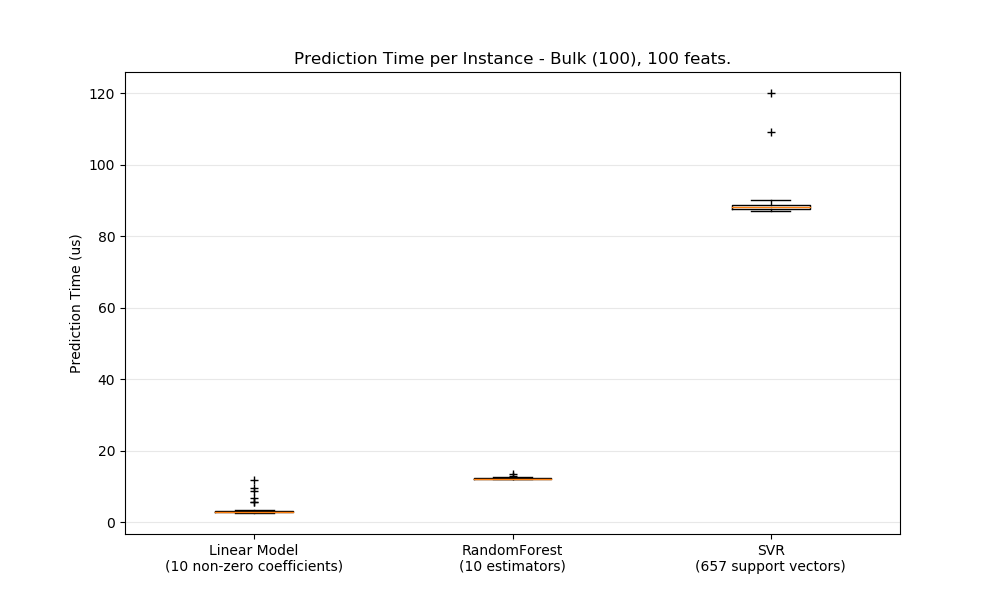 Prediction Time per Instance - Bulk (100), 100 feats.
120
100
80
60
40
20
0
Prediction Time (us)
Linear Model
(10 non-zero coefficients)
RandomForest
(10 estimators)
SVR
(657 support vectors)